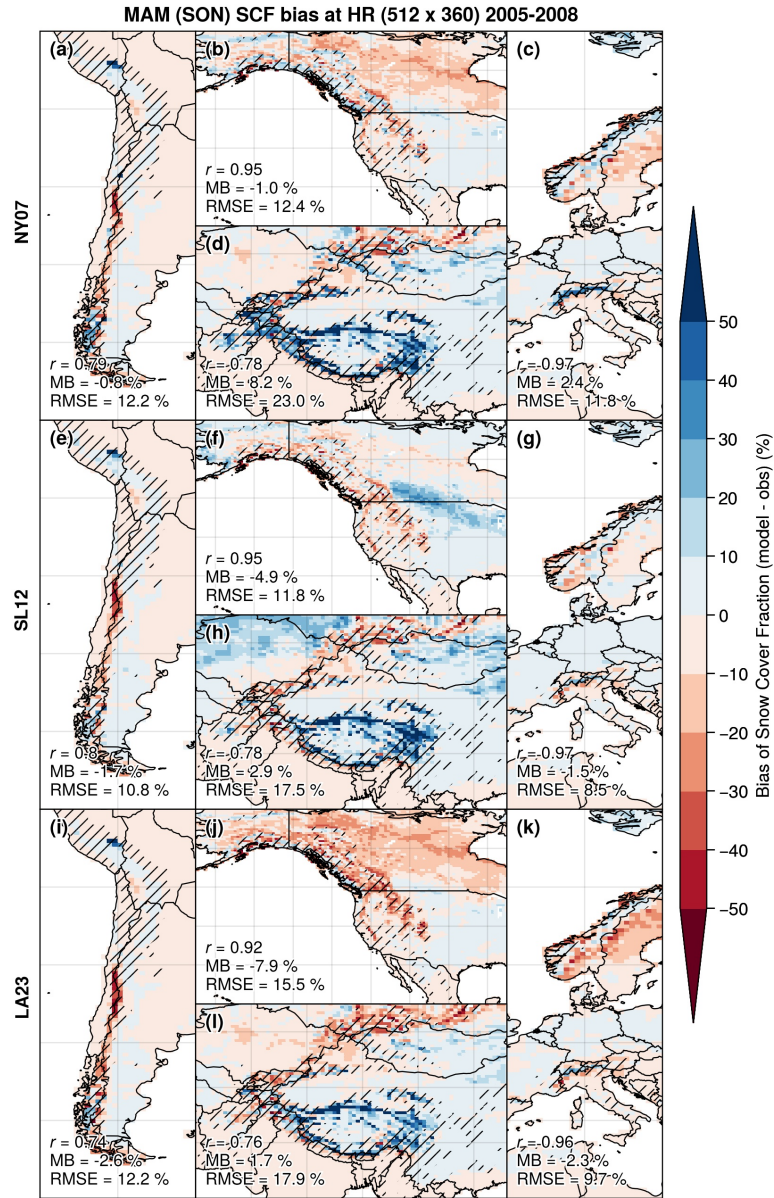 MAM (SON) SCF bias at HR (512 x 360) 2005-2008
NY07
(a)
r = 0.79
MB = -0.8 %
RMSE = 12.2 %
(b)
r = 0.95
MB = -1.0 %
RMSE = 12.4 %
(c)
r = 0.97
MB = 2.4 %
RMSE = 11.8 %
(d)
r = 0.78
MB = 8.2 %
RMSE = 23.0 %
SL12
(e)
r = 0.8
MB = -1.7 %
RMSE = 10.8 %
(f)
r = 0.95
MB = -4.9 %
RMSE = 11.8 %
(g)
r = 0.97
MB = -1.5 %
RMSE = 8.5 %
(h)
r = 0.78
MB = 2.9 %
RMSE = 17.5 %
LA23
(i)
r = 0.74
MB = -2.6 %
RMSE = 12.2 %
(j)
r = 0.92
MB = -7.9 %
RMSE = 15.5 %
(k)
r = 0.96
MB = -2.3 %
RMSE = 9.7 %
(l)
r = 0.76
MB = 1.7 %
RMSE = 17.9 %
50
40
30
20
10
0
−10
−20
−30
−40
−50
Bias of Snow Cover Fraction (model - obs) (%)